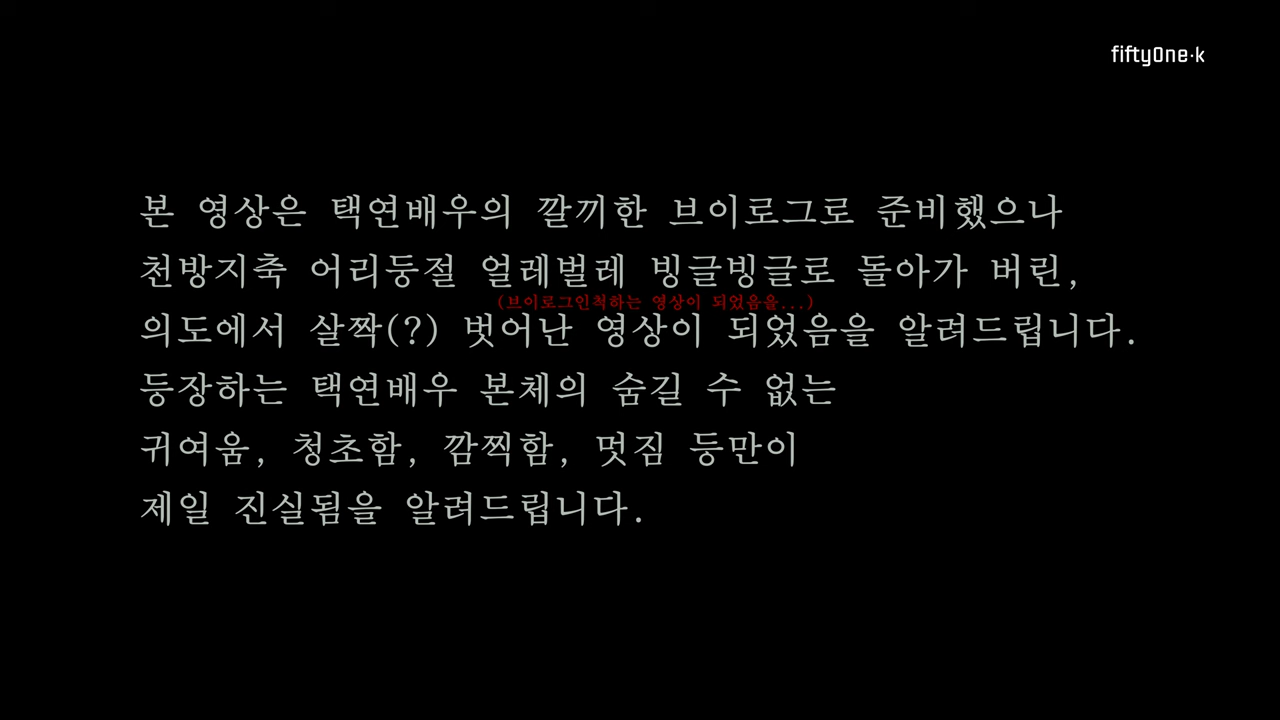 fiftyOne·k
본 영상은 택연배우의 깔끼한 브이로그로 준비했으나
천방지축 어리둥절 얼레벌레 빙글빙글로 돌아가 버린,
(브이로그인척하는 영상이 되었음을...)
의도에서 살짝(?) 벗어난 영상이 되었음을 알려드립니다.
등장하는 택연배우 본체의 숨길 수 없는
귀여움, 청초함, 깜찍함, 멋짐 등만이
제일 진실됨을 알려드립니다.